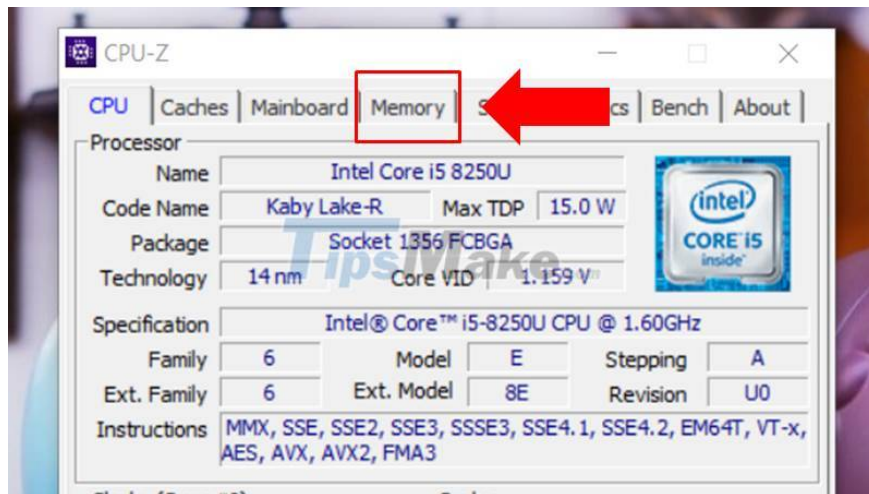 CPU-Z
CPU Caches Mainboard Memory S cs Bench About
Processor
Name Intel Core i5 8250U
Code Name Kaby Lake-R Max TDP 15.0 W
Package Socket 1356 FCBGA
Technology 14 nm Core VID 1.159 V
(intel)
CORE i5
inside
TipsMake
Specification Intel® Core™ i5-8250U CPU @ 1.60GHz
Family 6 Model E Stepping A
Ext. Family 6 Ext. Model 8E Revision U0
Instructions MMX, SSE, SSE2, SSE3, SSSE3, SSE4.1, SSE4.2, EM64T, VT-x,
AES, AVX, AVX2, FMA3